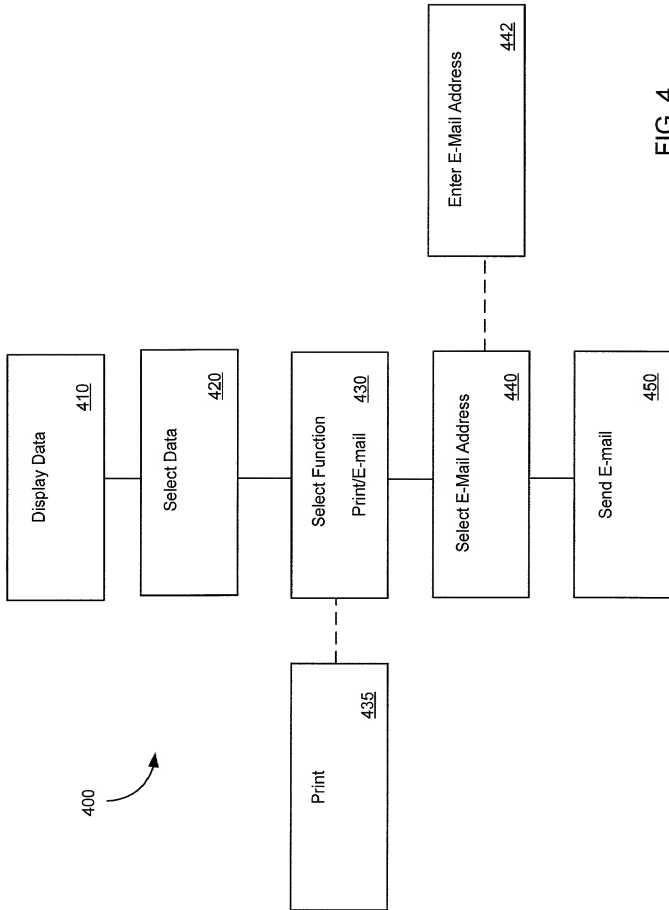 400
Display Data
410
Select Data
420
Select Function
Print/E-mail
430
Print
435
Select E-Mail Address
440
Enter E-Mail Address
442
Send E-mail
450
FIG. 4